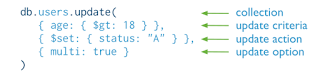 db.users.update(    collection
{ age: { $gt: 18 } },    update criteria
{ $set: { status: "A" } },    update action
{ multi: true }    update option
)